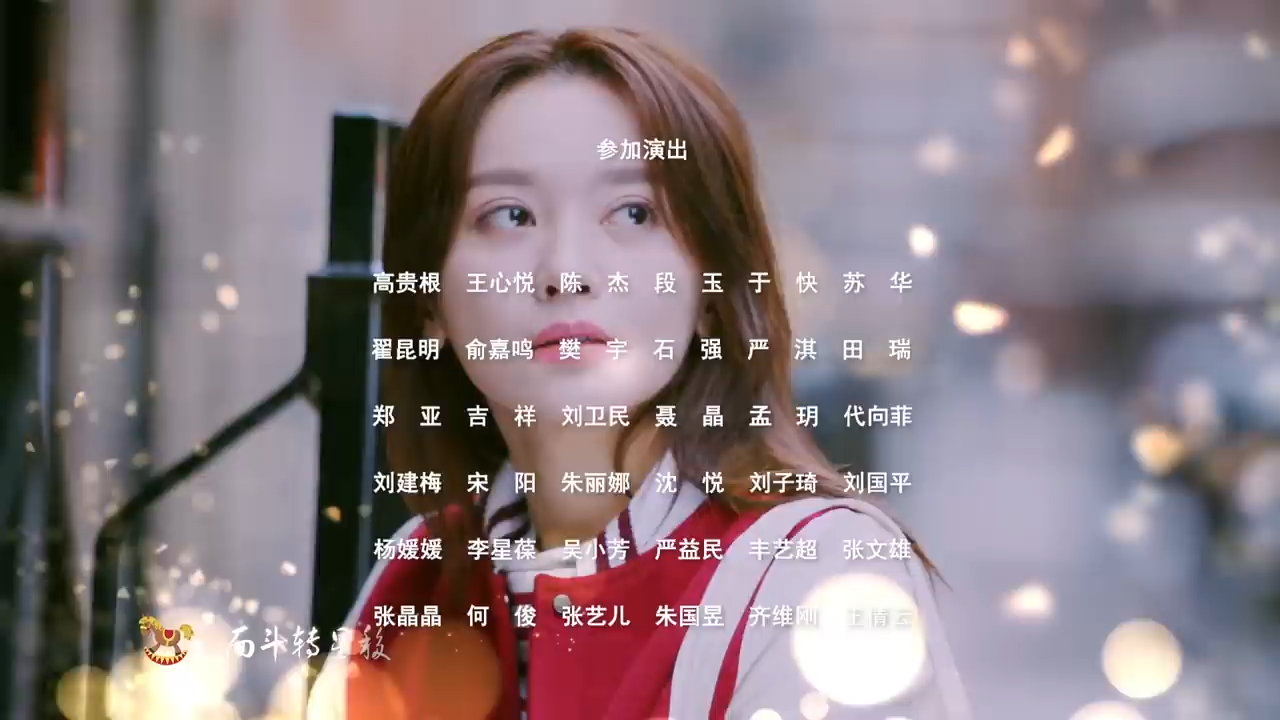 参加演出
高贵根 王心悦 陈杰 段玉 于快 苏华
翟昆明 俞嘉鸣 樊宇 石强 严淇 田瑞
郑亚 吉祥 刘卫民 聂晶 孟玥 代向菲
刘建梅 宋阳 朱丽娜 沈悦 刘子琦 刘国平
杨媛媛 李星葆 吴小芳 严益民 丰艺超 张文雄
张晶晶 何俊 张艺儿 朱国昱 齐维刚 王倩云
而斗转星移